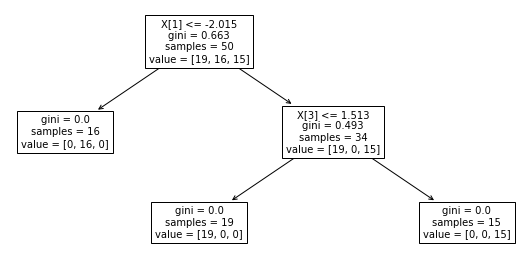 X[1] <= -2.015
gini = 0.663
samples = 50
value = [19, 16, 15]
gini = 0.0
samples = 16
value = [0, 16, 0]
X[3] <= 1.513
gini = 0.493
samples = 34
value = [19, 0, 15]
gini = 0.0
samples = 19
value = [19, 0, 0]
gini = 0.0
samples = 15
value = [0, 0, 15]